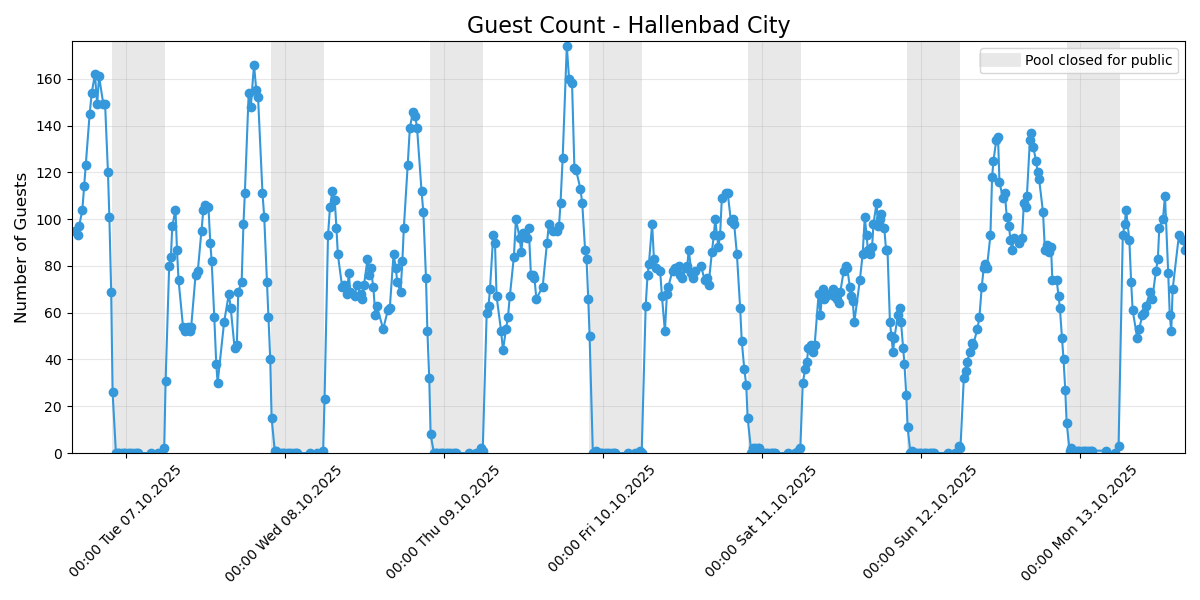 Guest Count - Hallenbad City
Pool closed for public
Number of Guests
160
140
120
100
80
60
40
20
0
00:00 Tue 07.10.2025
00:00 Wed 08.10.2025
00:00 Thu 09.10.2025
00:00 Fri 10.10.2025
00:00 Sat 11.10.2025
00:00 Sun 12.10.2025
00:00 Mon 13.10.2025